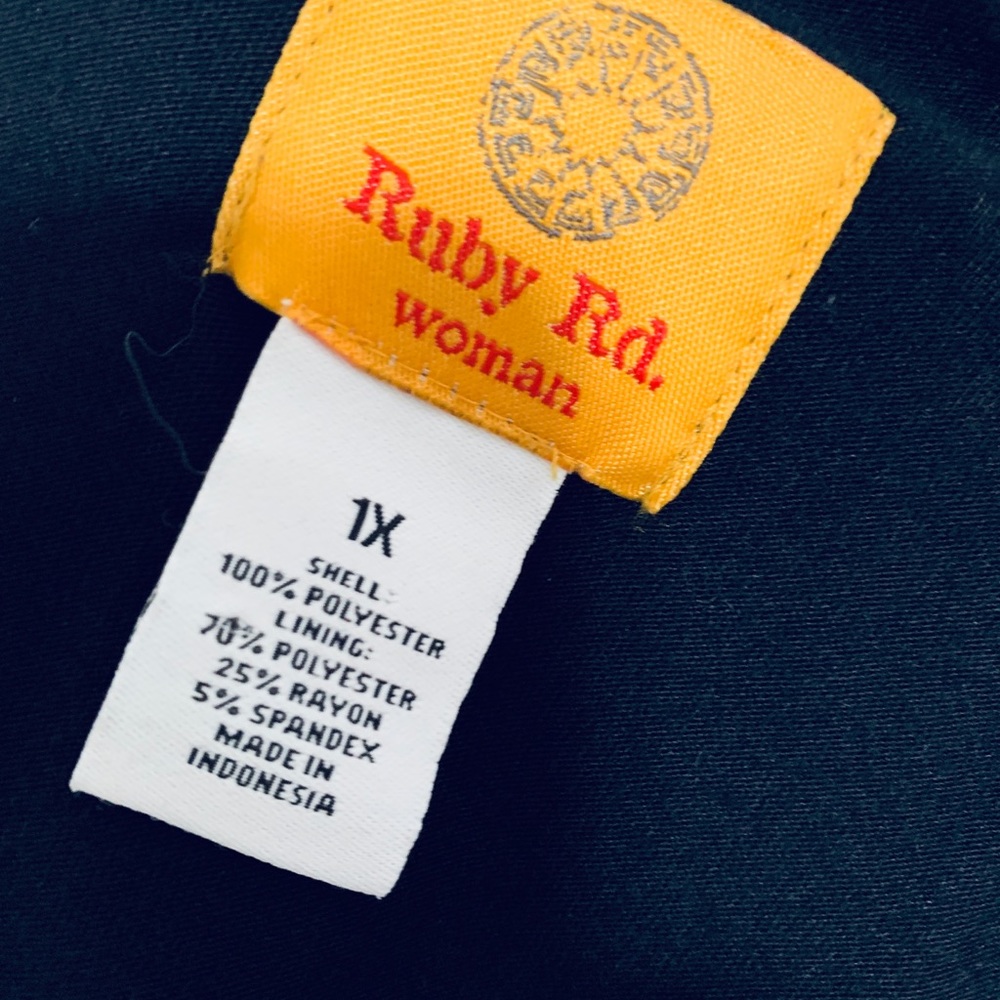 Ruby Rd.
woman
1X
SHELL:
100% POLYESTER
LINING:
70% POLYESTER
25% RAYON
5% SPANDEX
MADE IN
INDONESIA